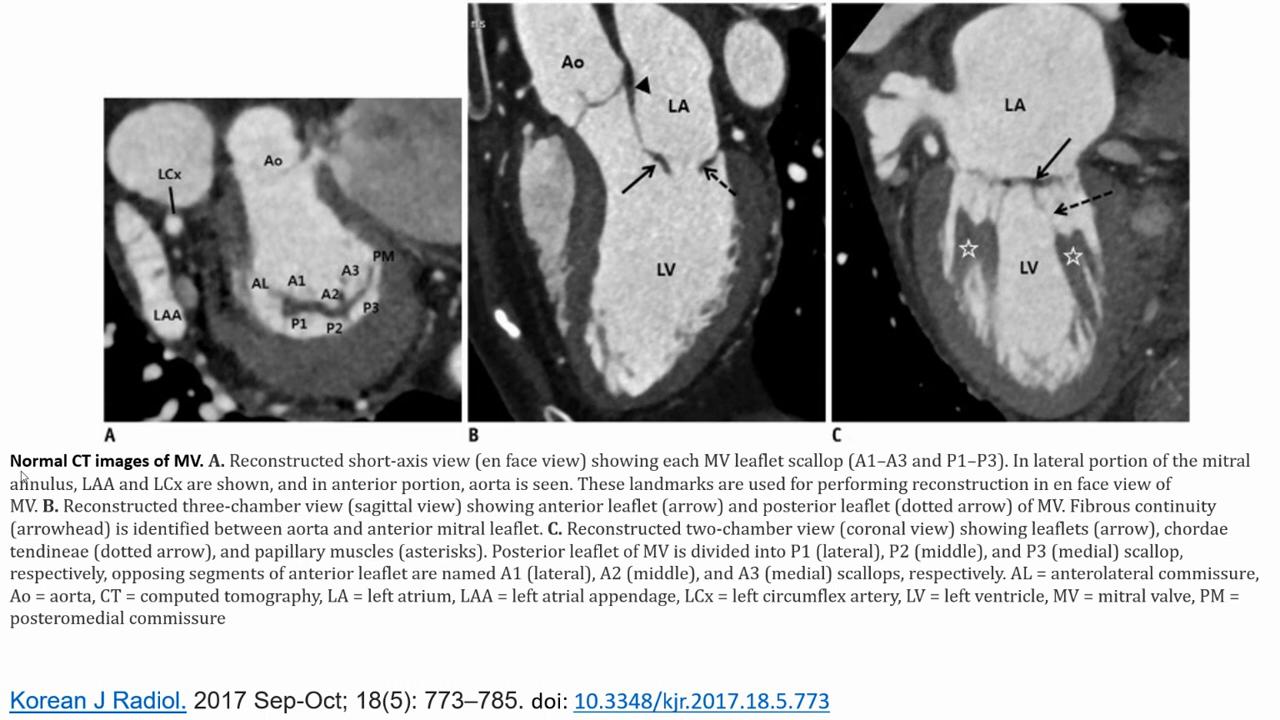 Ao
LCx
LAA
AL
A1
A2
A3
PM
P1
P2
P3
Ao
LA
LV
LA
LV
A
B
C
Normal CT images of MV. A. Reconstructed short-axis view (en face view) showing each MV leaflet scallop (A1–A3 and P1–P3). In lateral portion of the mitral
annulus, LAA and LCx are shown, and in anterior portion, aorta is seen. These landmarks are used for performing reconstruction in en face view of
MV. B. Reconstructed three-chamber view (sagittal view) showing anterior leaflet (arrow) and posterior leaflet (dotted arrow) of MV. Fibrous continuity
(arrowhead) is identified between aorta and anterior mitral leaflet. C. Reconstructed two-chamber view (coronal view) showing leaflets (arrow), chordae
tendineae (dotted arrow), and papillary muscles (asterisks). Posterior leaflet of MV is divided into P1 (lateral), P2 (middle), and P3 (medial) scallop,
respectively, opposing segments of anterior leaflet are named A1 (lateral), A2 (middle), and A3 (medial) scallops, respectively. AL = anterolateral commissure,
Ao = aorta, CT = computed tomography, LA = left atrium, LAA = left atrial appendage, LCx = left circumflex artery, LV = left ventricle, MV = mitral valve, PM =
posteromedial commissure
Korean J Radiol. 2017 Sep-Oct; 18(5): 773–785. doi: 10.3348/kjr.2017.18.5.773